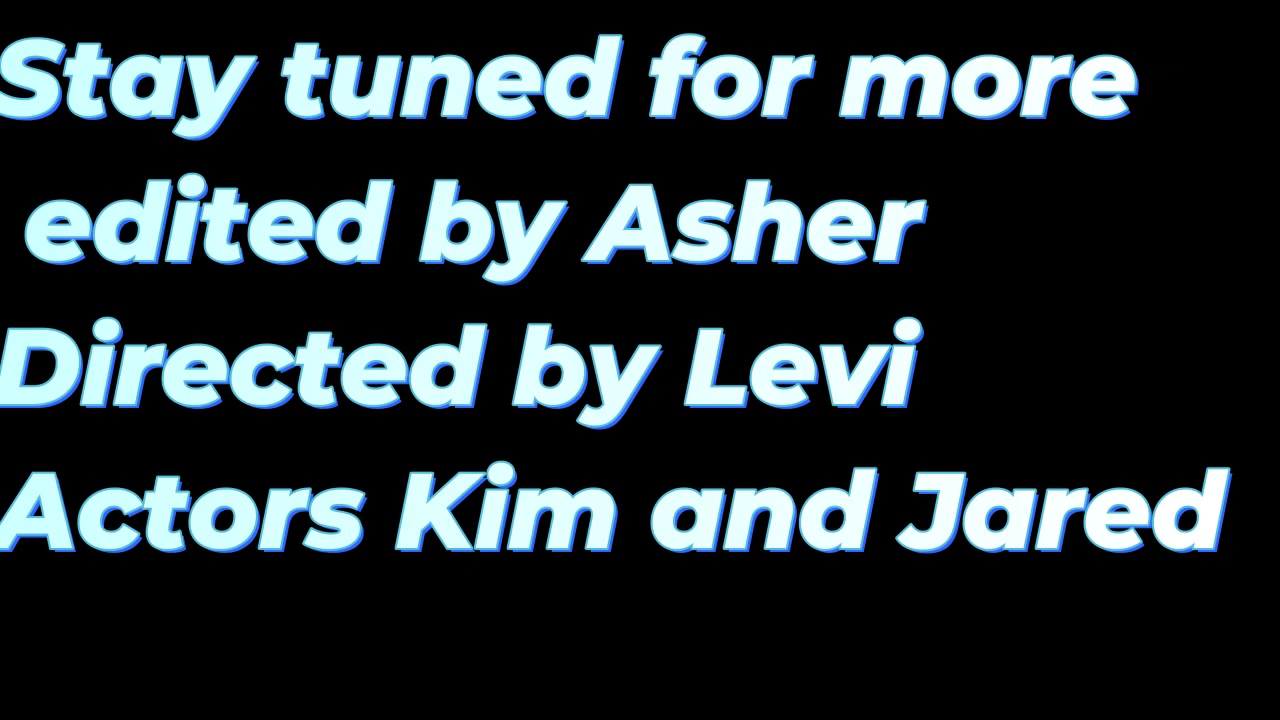 Stay tuned for more
edited by Asher
Directed by Levi
Actors Kim and Jared